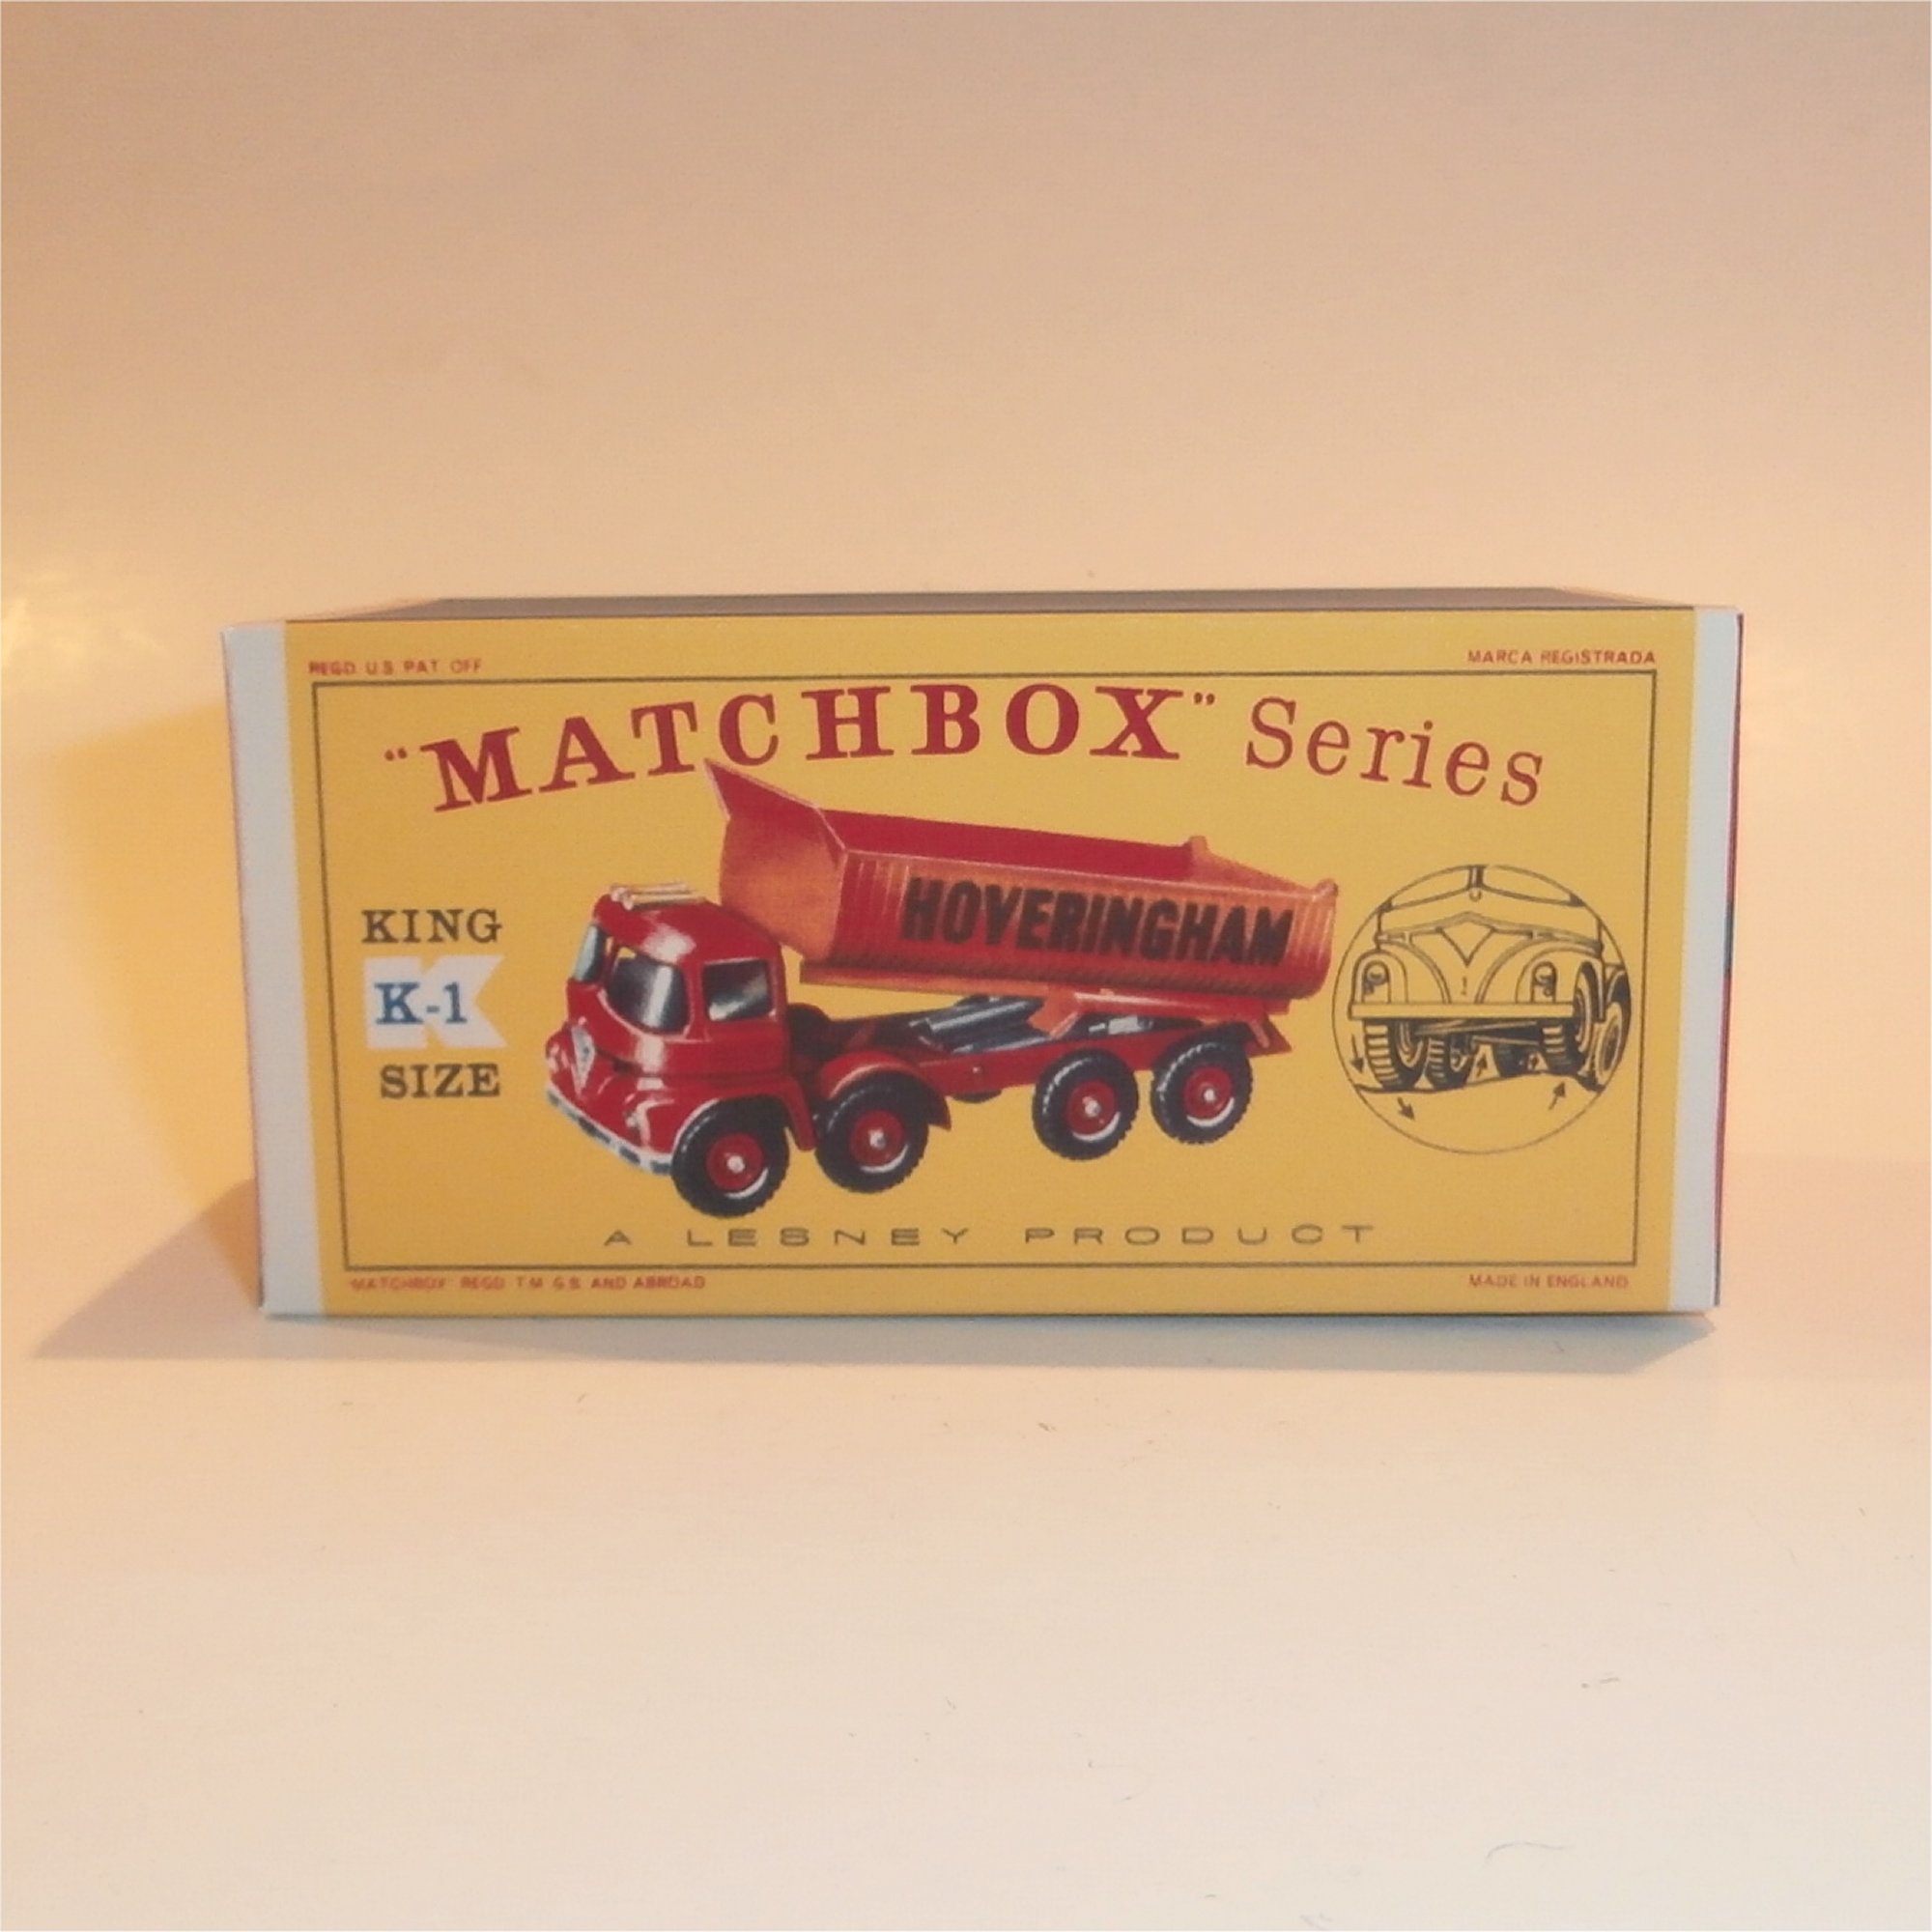 REGD. U.S. PAT. OFF
MARCA REGISTRADA
"MATCHBOX" Series
HOVERINGHAM
KING
K-1
SIZE
A LESNEY PRODUCT
"MATCHBOX" REGD. T.M. G.B. AND ABROAD
MADE IN ENGLAND